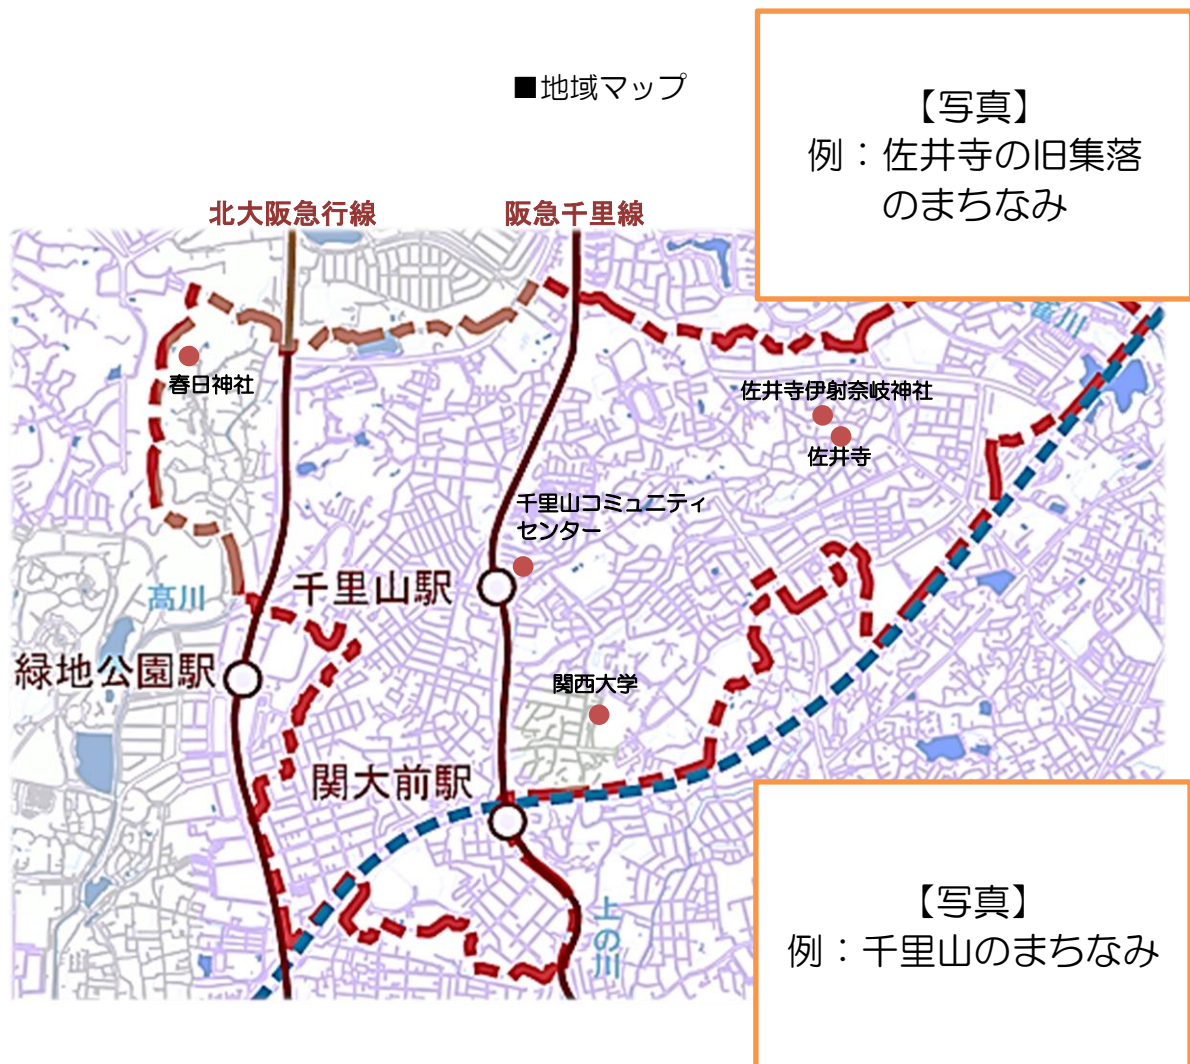 ■地域マップ
【写真】
例：佐井寺の旧集落
のまちなみ
北大阪急行線
阪急千里線
春日神社
佐井寺伊射奈岐神社
佐井寺
千里山コミュニティ
センター
高川
千里山駅
緑地公園駅
関西大学
関大前駅
上の川
【写真】
例：千里山のまちなみ